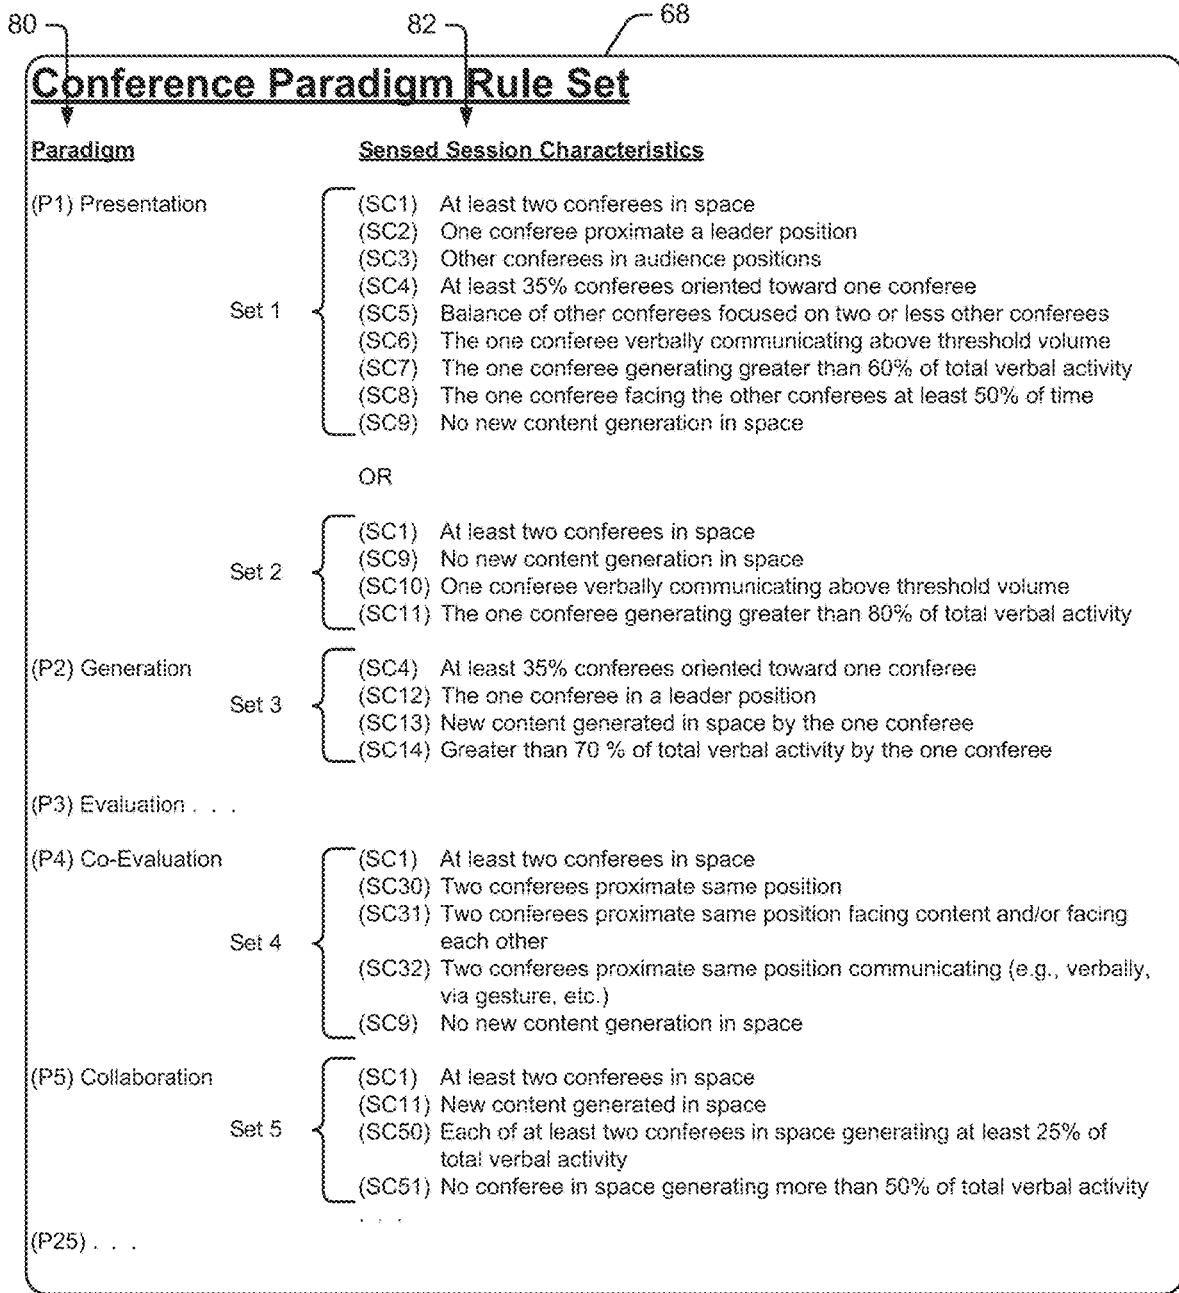 80 82 68
Conference Paradigm Rule Set
Paradigm Sensed Session Characteristics
(P1) Presentation (SC1) At least two conferees in space
(SC2) One conferee proximate a leader position
(SC3) Other conferees in audience positions
(SC4) At least 35% conferees oriented toward one conferee
Set 1 (SC5) Balance of other conferees focused on two or less other conferees
(SC6) The one conferee verbally communicating above threshold volume
(SC7) The one conferee generating greater than 60% of total verbal activity
(SC8) The one conferee facing the other conferees at least 50% of time
(SC9) No new content generation in space
OR
(SC1) At least two conferees in space
(SC9) No new content generation in space
Set 2
(SC10) One conferee verbally communicating above threshold volume
(SC11) The one conferee generating greater than 80% of total verbal activity
(P2) Generation (SC4) At least 35% conferees oriented toward one conferee
(SC12) The one conferee in a leader position
Set 3
(SC13) New content generated in space by the one conferee
(SC14) Greater than 70 % of total verbal activity by the one conferee
(P3) Evaluation . . .
(P4) Co-Evaluation (SC1) At least two conferees in space
(SC30) Two conferees proximate same position
(SC31) Two conferees proximate same position facing content and/or facing
Set 4 each other
(SC32) Two conferees proximate same position communicating (e.g., verbally,
via gesture, etc.)
(SC9) No new content generation in space
(P5) Collaboration (SC1) At least two conferees in space
(SC11) New content generated in space
Set 5 (SC50) Each of at least two conferees in space generating at least 25% of
total verbal activity
(SC51) No conferee in space generating more than 50% of total verbal activity
. . . .
(P25) . . .